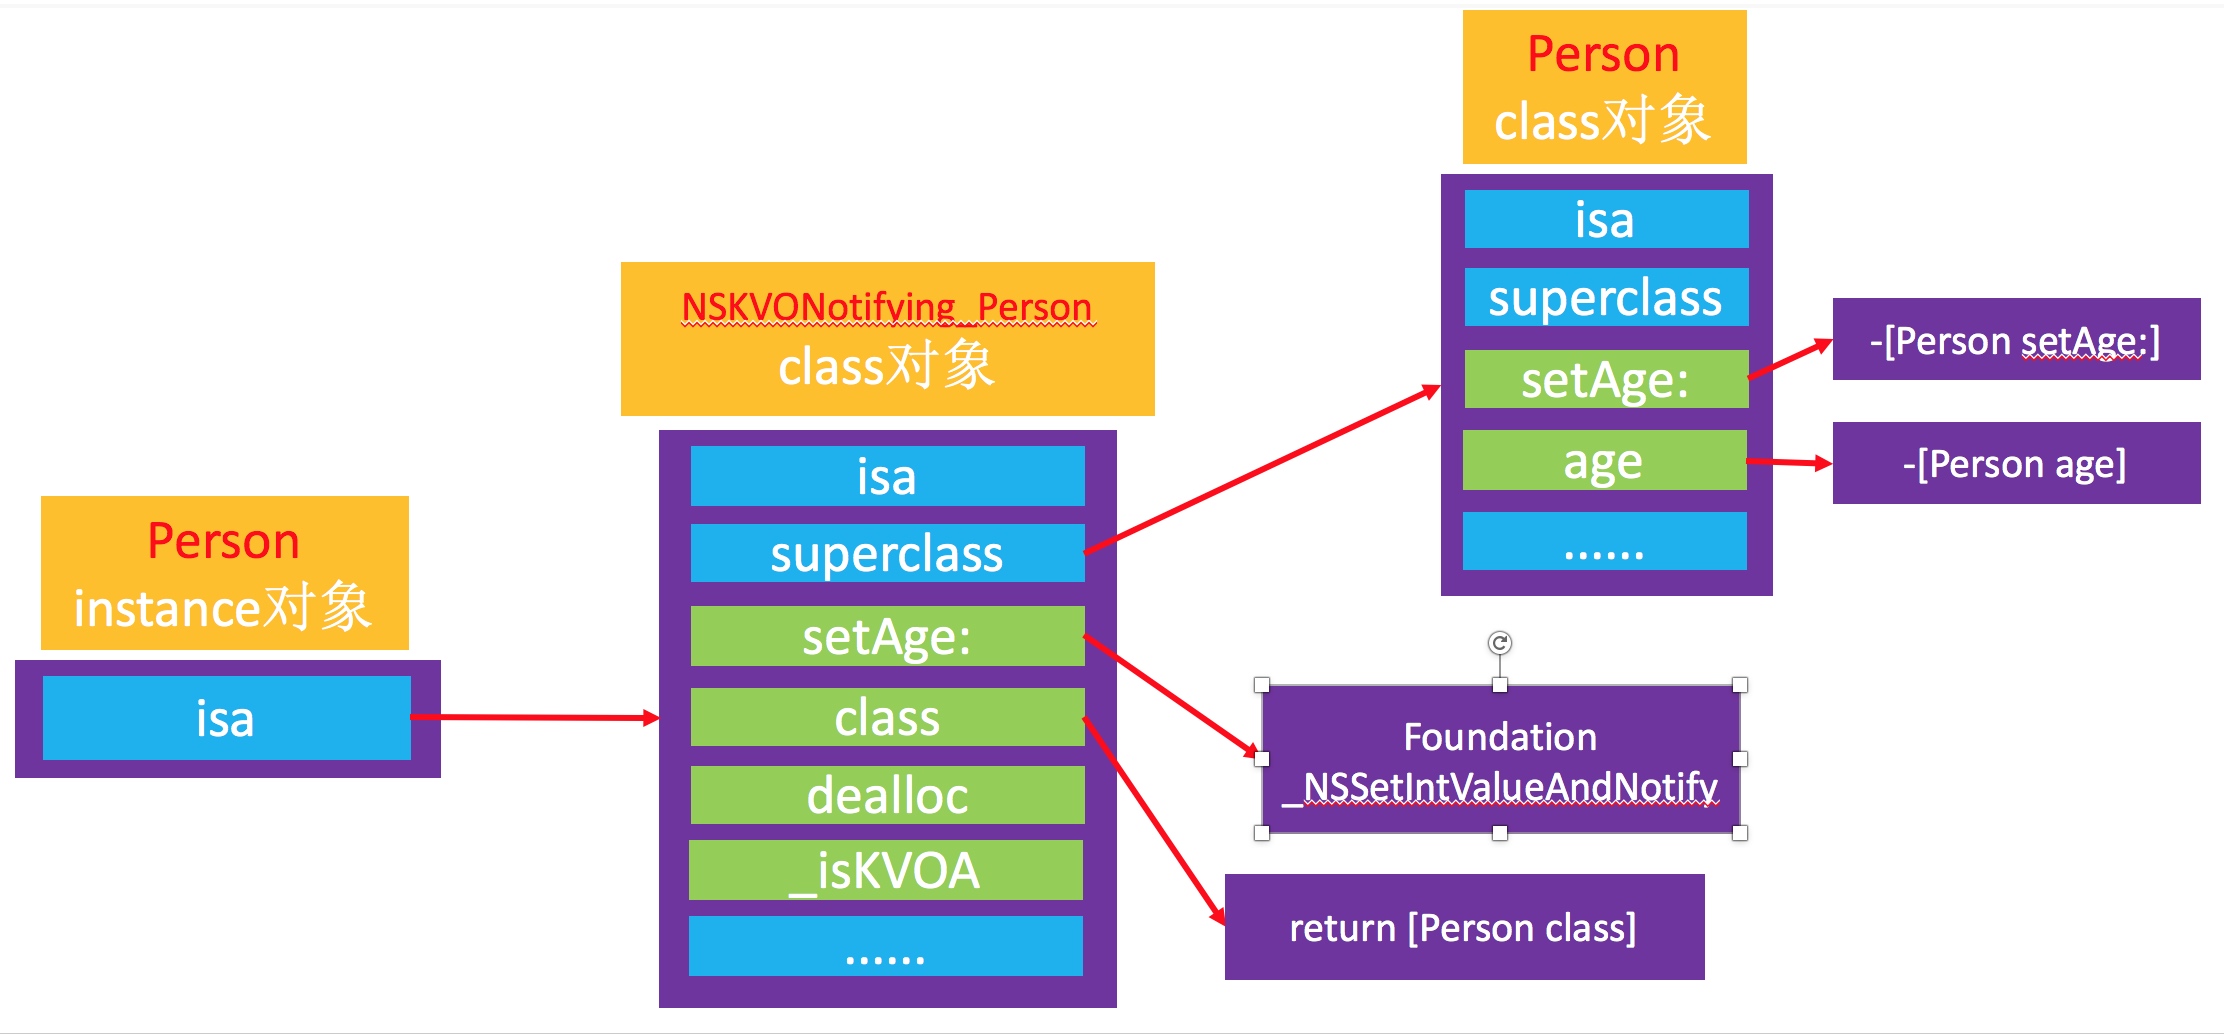 Person
instance对象
isa
NSKVONotifying_Person
class对象
isa
superclass
setAge:
class
dealloc
_isKVOA
......
Person
class对象
isa
superclass
setAge:
age
......
-[Person setAge:]
-[Person age]
Foundation
_NSSetIntValueAndNotify
return [Person class]